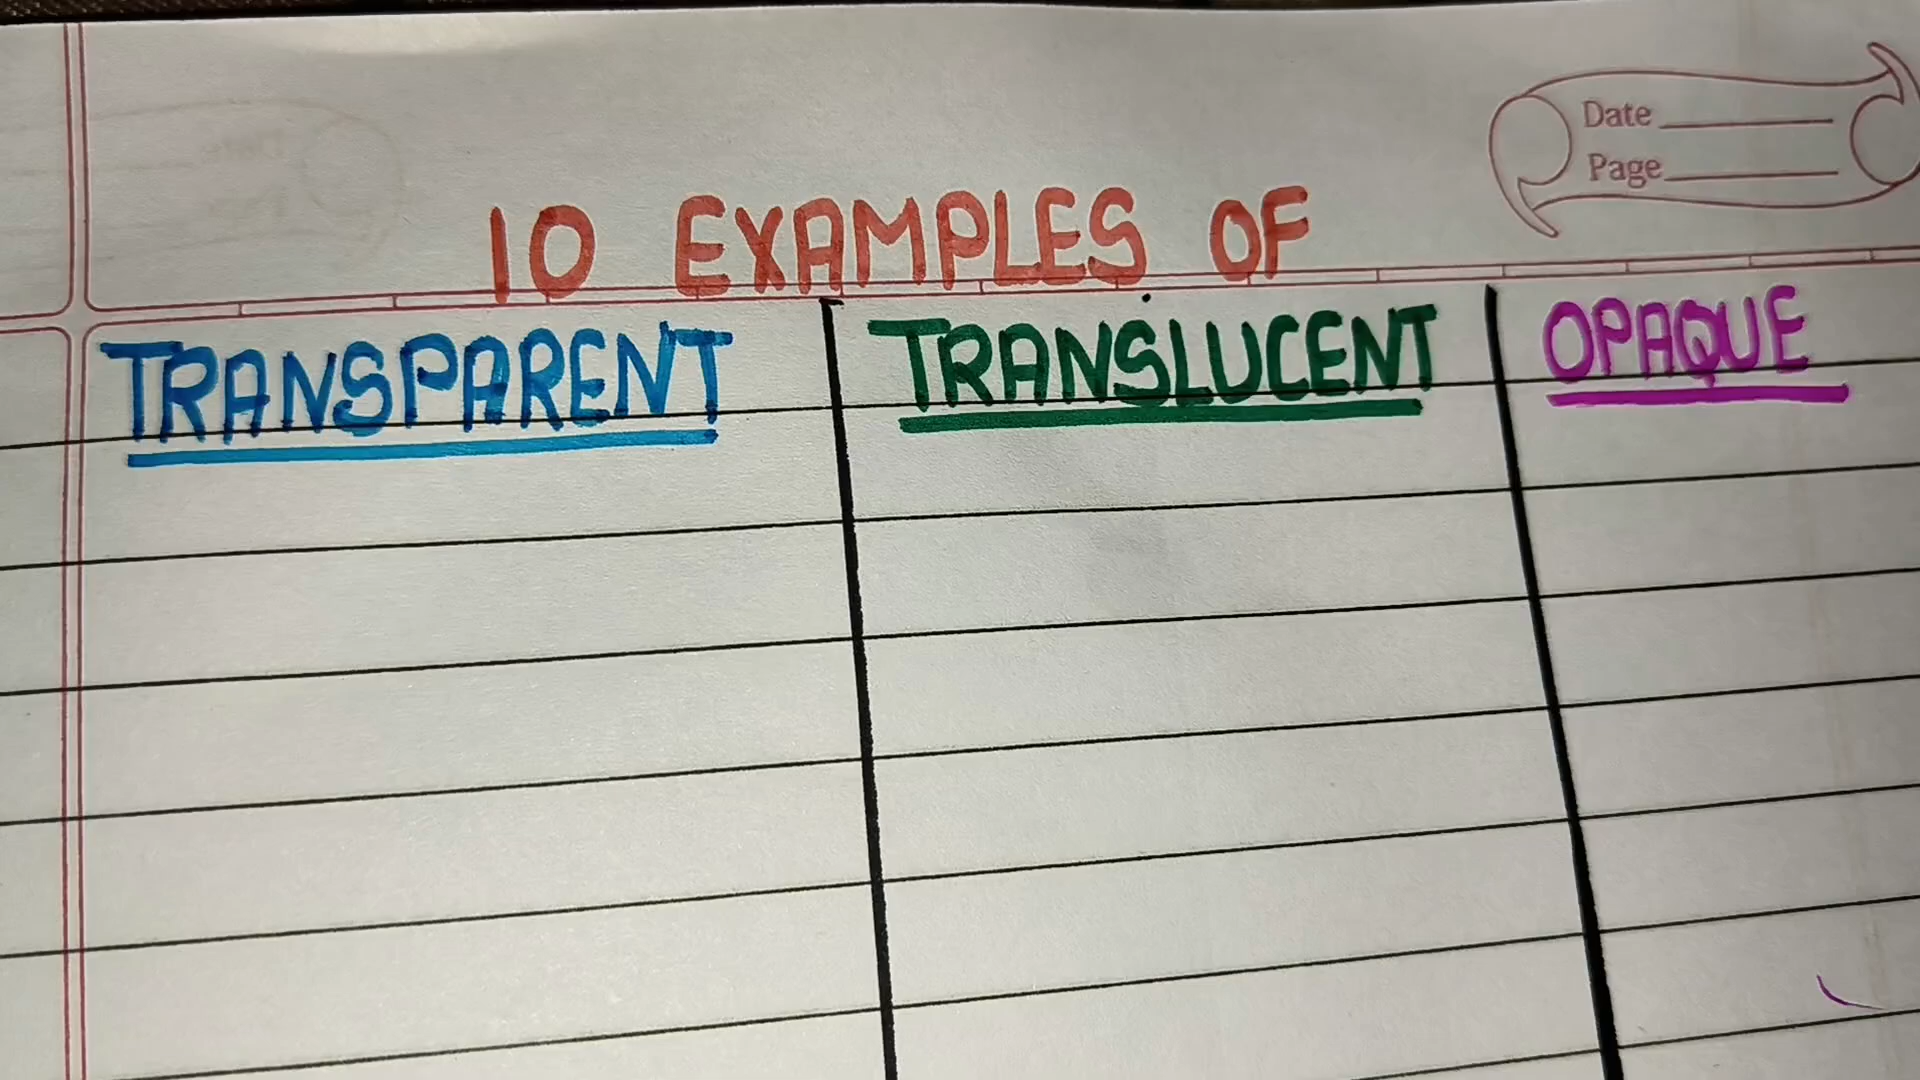 Date
Page
10 EXAMPLES OF
TRANSPARENT TRANSLUCENT OPAQUE